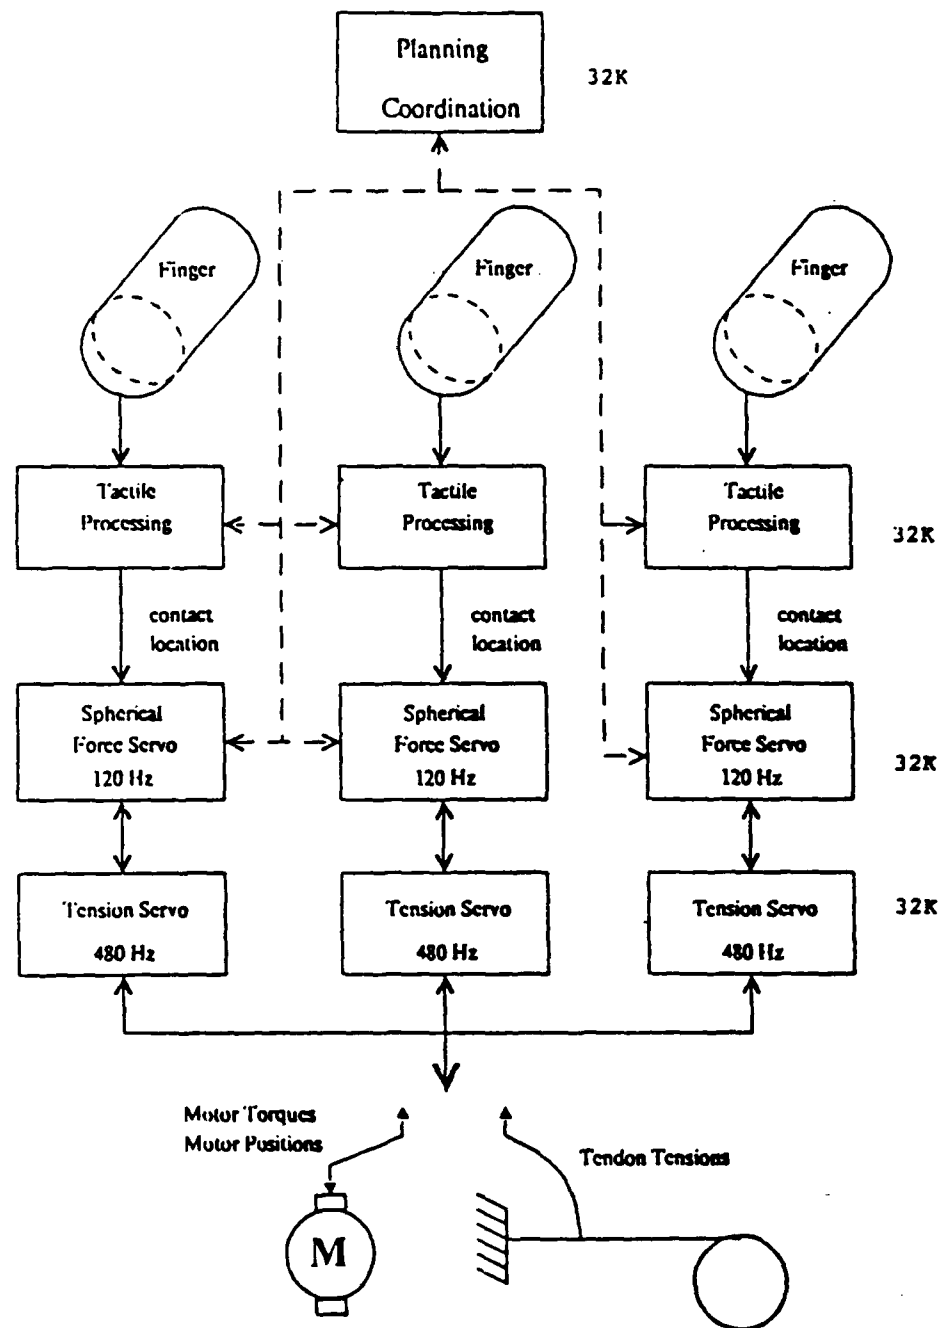 Planning
Coordination
32K
Finger
Finger
Finger
Tactile
Processing
Tactile
Processing
Tactile
Processing
32K
contact
location
contact
location
contact
location
Spherical
Force Servo
120 Hz
Spherical
Force Servo
120 Hz
Spherical
Force Servo
120 Hz
32K
Tension Servo
480 Hz
Tension Servo
480 Hz
Tension Servo
480 Hz
32K
Motor Torques
Motor Positions
Tendon Tensions
M